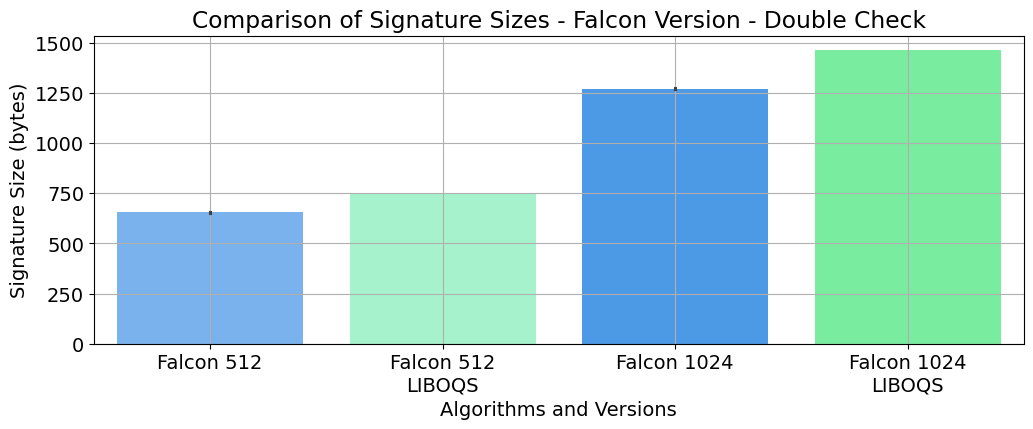 Comparison of Signature Sizes - Falcon Version - Double Check
Signature Size (bytes)
1500
1250
1000
750
500
250
0
Falcon 512
Falcon 512
LIBOQS
Falcon 1024
Falcon 1024
LIBOQS
Algorithms and Versions